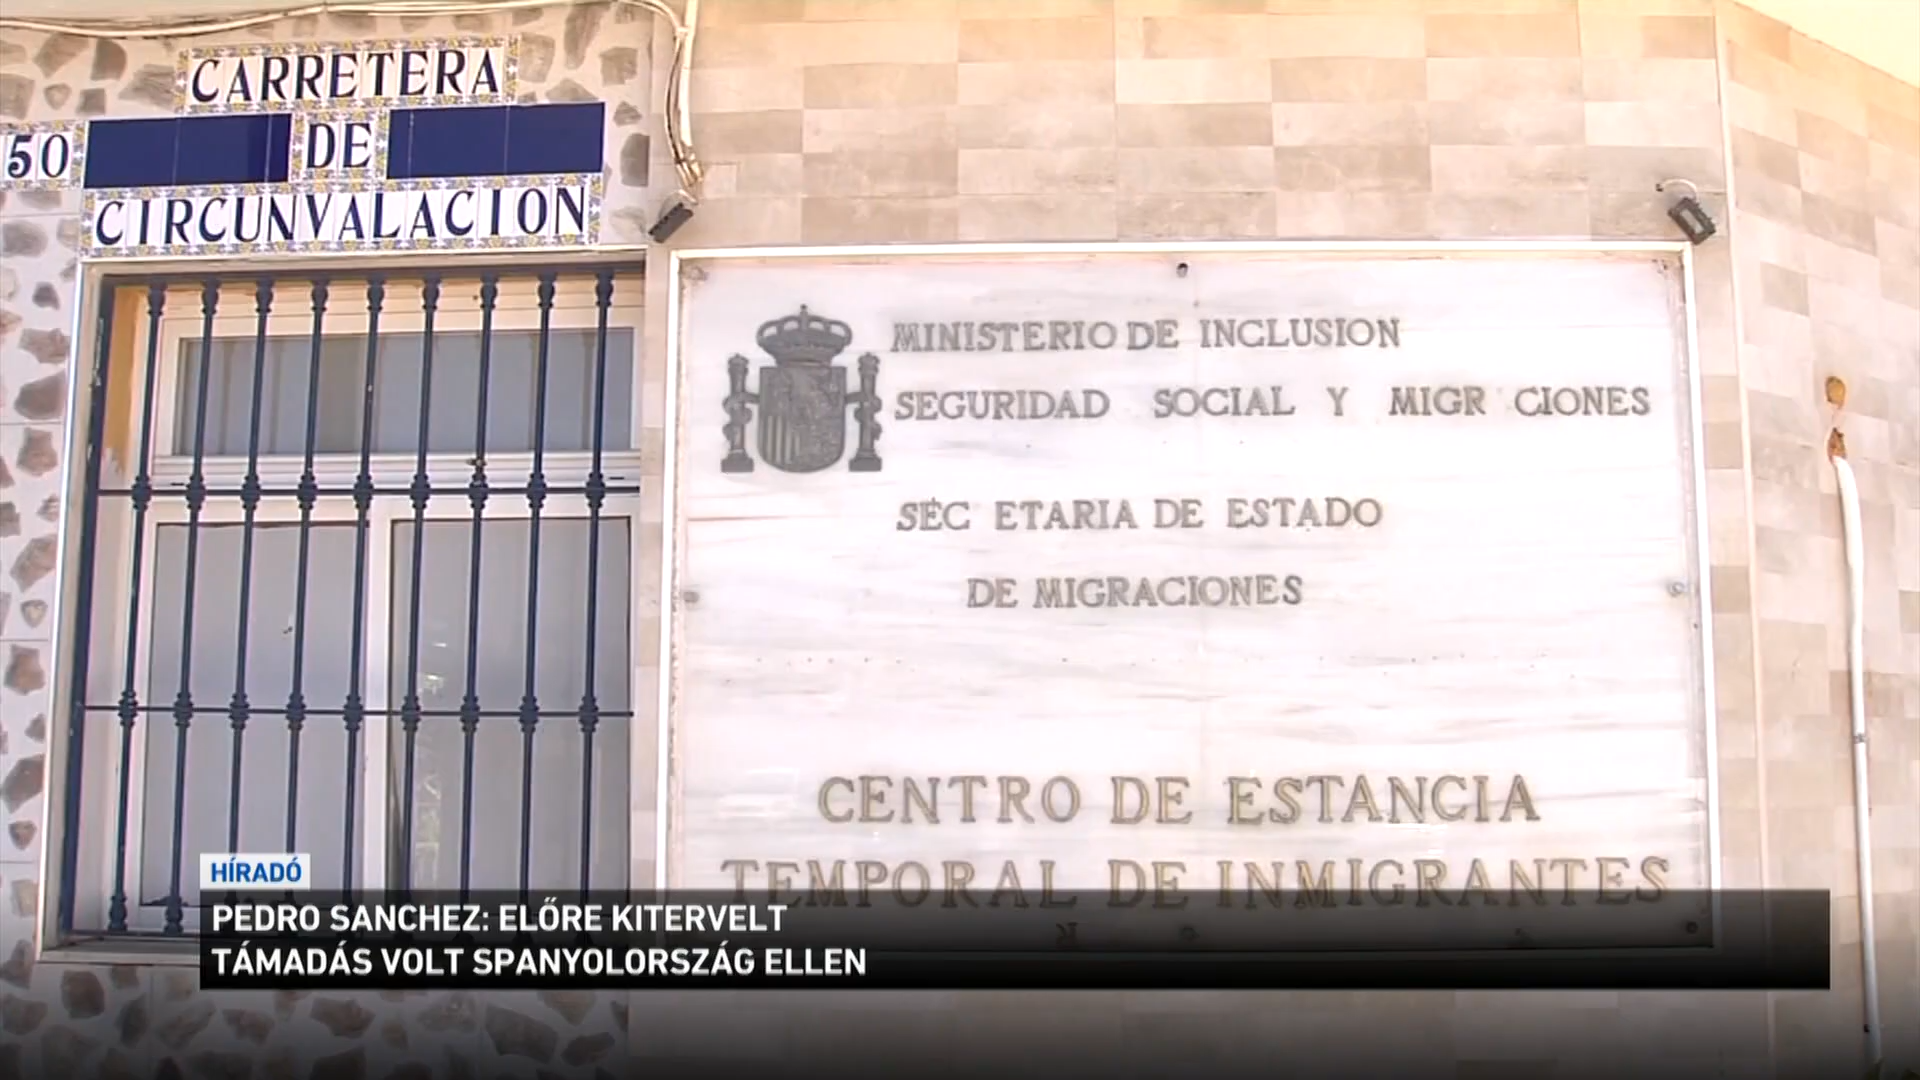 CARRETERA
50 DE
CIRCUNVALACION
MINISTERIO DE INCLUSION
SEGURIDAD SOCIAL Y MIGR CIONES
SEC ETARIA DE ESTADO
DE MIGRACIONES
CENTRO DE ESTANCIA
TEMPORAL DE INMIGRANTES
HÍRADÓ
PEDRO SANCHEZ: ELŐRE KITERVELT
TÁMADÁS VOLT SPANYOLORSZÁG ELLEN